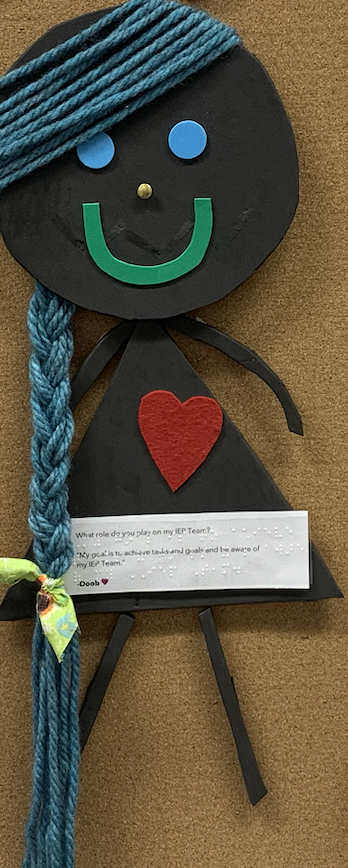 What role do you play on my IEP Team?
"My goal is to achieve tasks and goals and be aware of
my IEP Team."
-Doob 💜